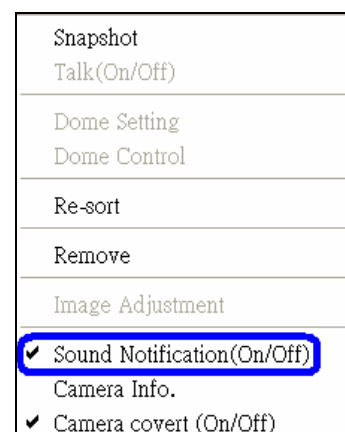 Snapshot
Talk(On/Off)
Dome Setting
Dome Control
Re-sort
Remove
Image Adjustment
Sound Notification(On/Off)
Camera Info.
Camera covert (On/Off)